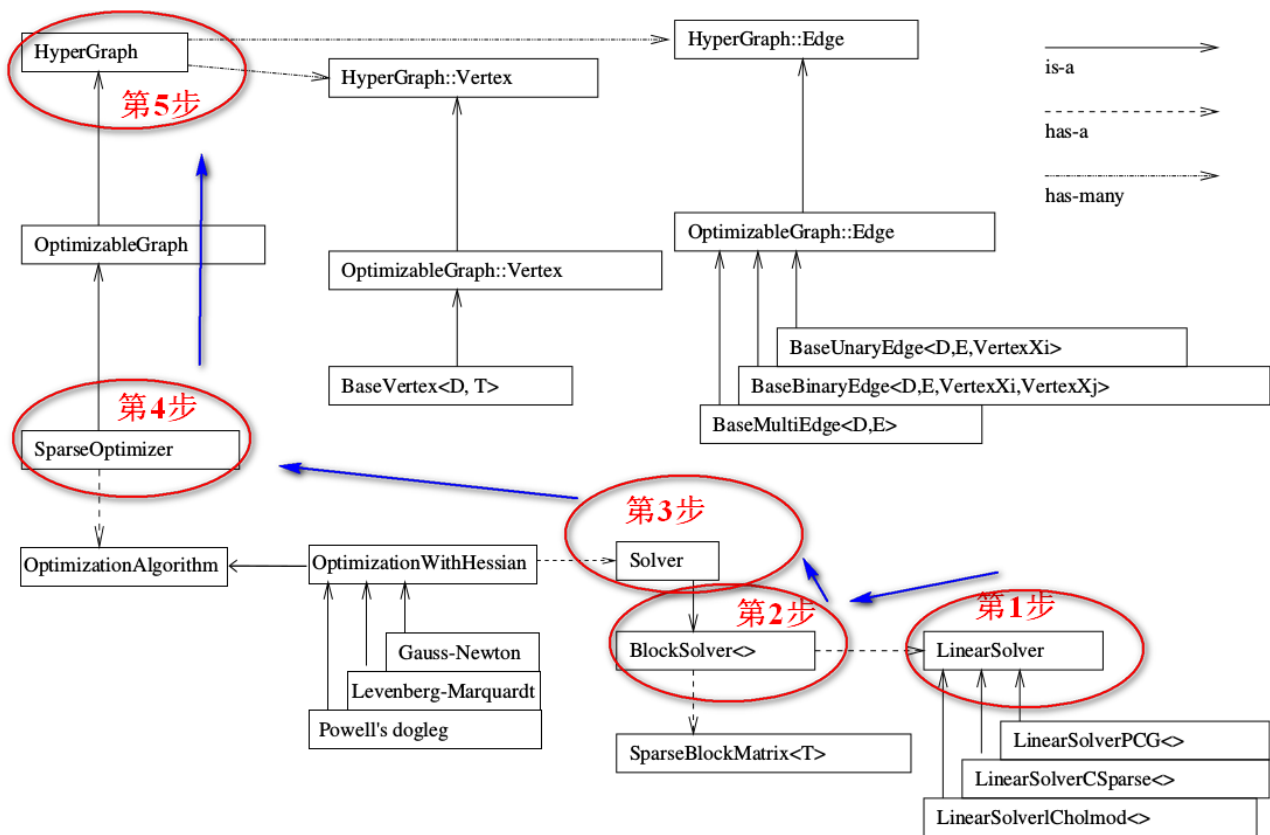 HyperGraph
第5步
HyperGraph::Vertex
HyperGraph::Edge
is-a
has-a
has-many
OptimizableGraph
OptimizableGraph::Vertex
OptimizableGraph::Edge
BaseUnaryEdge<D,E,VertexXi>
BaseVertex<D, T>
BaseBinaryEdge<D,E,VertexXi,VertexXj>
BaseMultiEdge<D,E>
第4步
SparseOptimizer
第3步
OptimizationAlgorithm
OptimizationWithHessian
Solver
第2步
第1步
Gauss-Newton
BlockSolver<>
LinearSolver
Levenberg-Marquardt
Powell's dogleg
SparseBlockMatrix<T>
LinearSolverPCG<>
LinearSolverCSparse<>
LinearSolverlCholmod<>